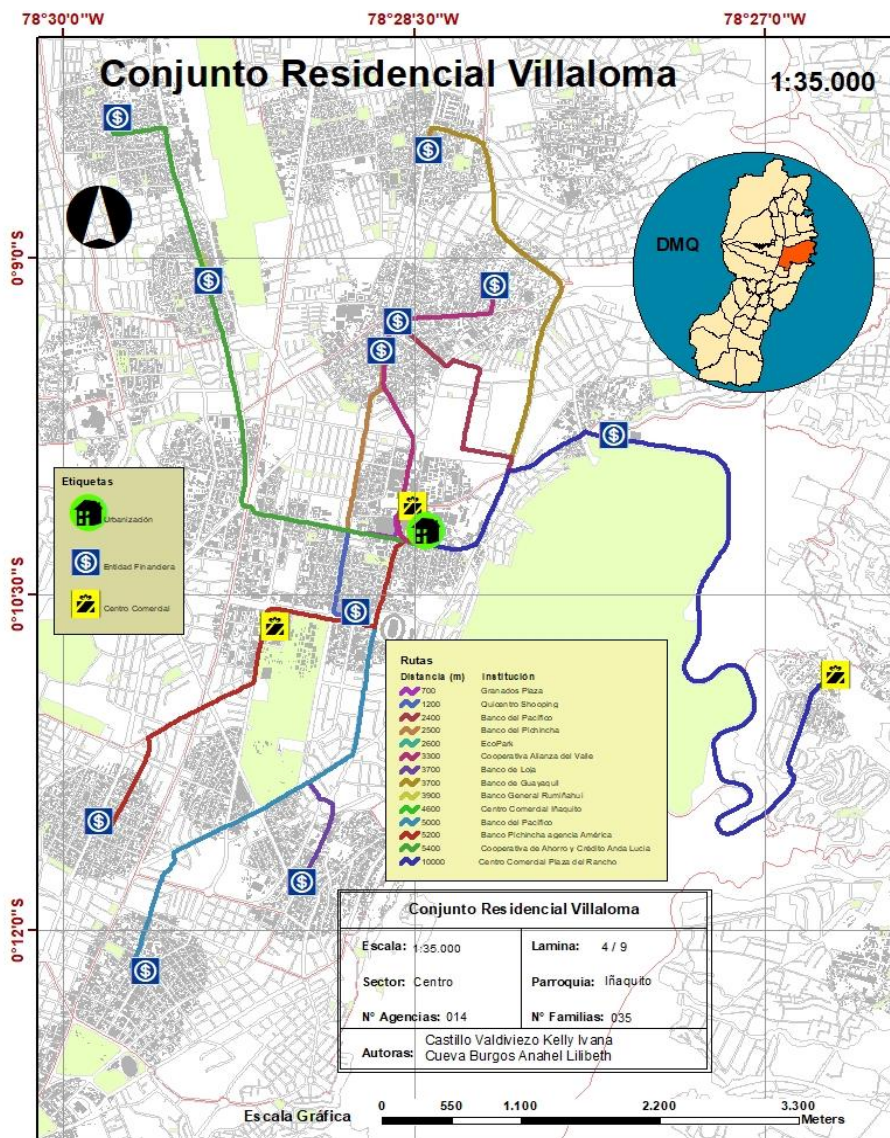 78°30'0"W 78°28'30"W 78°27'0"W
Conjunto Residencial Villaloma
1:35.000
DMQ
0°9'0"S
0°10'30"S
0°12'0"S
Etiquetas
Urbanización
Entidad Finandera
Centro Comercial
Rutas
Distancia (m) Institución
700 Granados Plaza
1200 Quicentro Shooping
2400 Banco del Pacífico
2500 Banco del Pichincha
2600 EcoPark
3300 Cooperativa Alianza del Valle
3700 Banco de Loja
3700 Banco de Guayaquil
3900 Banco General Rumiñahui
4600 Centro Comercial Iñaquito
5000 Banco del Pacífico
5200 Banco Pichincha agencia América
5400 Cooperativa de Ahorro y Crédito Anda Lucia
10000 Centro Comercial Plaza del Rancho
Conjunto Residencial Villaloma
Escala: 1:35.000 Lamina: 4 / 9
Sector: Centro Parroquia: Iñaquito
N° Agencias: 014 N° Familias: 035
Autoras: Castillo Valdiviezo Kelly Ivana
Cueva Burgos Anahel Lilibeth
Escala Gráfica 0 550 1.100 2.200 3.300 Meters